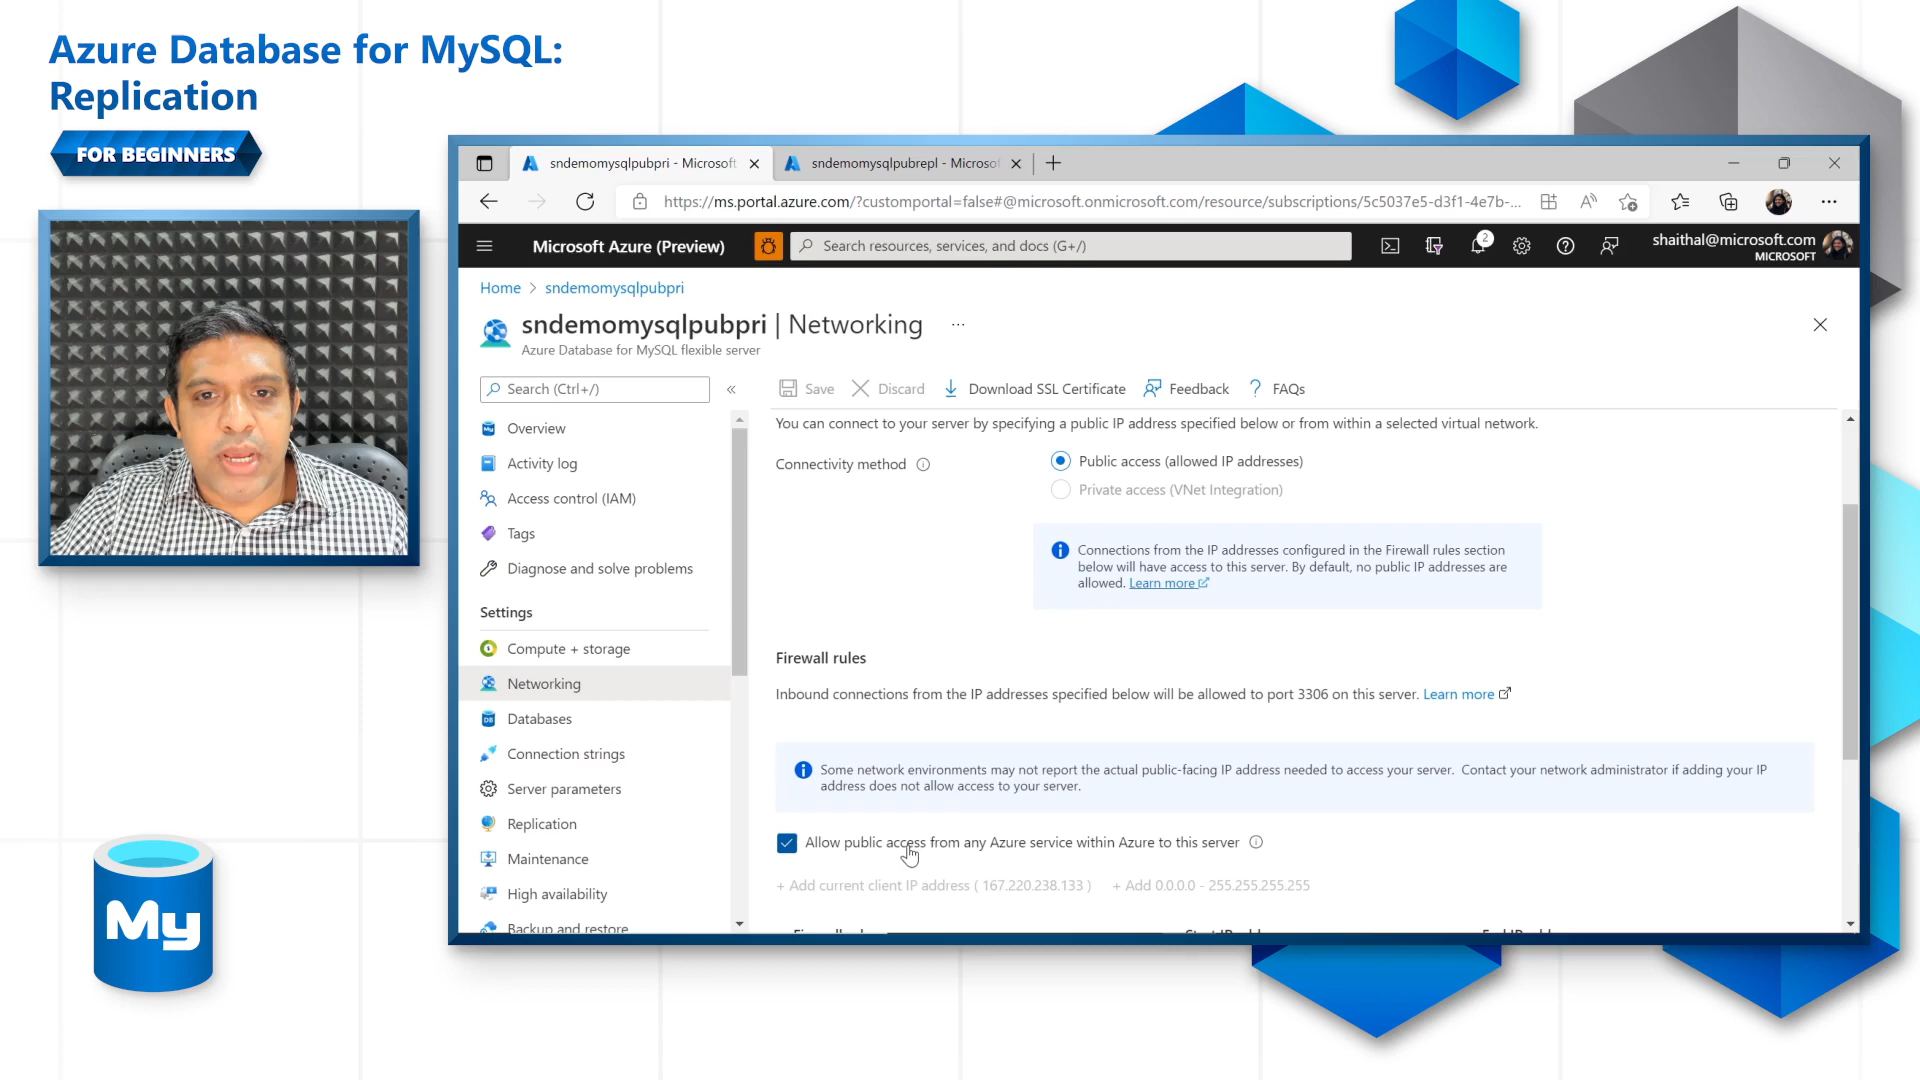 Azure Database for MySQL:
Replication
FOR BEGINNERS
sndemomysqlpubpri - Microsoft
sndemomysqlpubrepl - Microso
https://ms.portal.azure.com/?customportal=false#@microsoft.onmicrosoft.com/resource/subscriptions/5c5037e5-d3f1-4e7b-...
Microsoft Azure (Preview)
Search resources, services, and docs (G+/)
2
shaithal@microsoft.com
MICROSOFT
Home > sndemomysqlpubpri
sndemomysqlpubpri | Networking ...
Azure Database for MySQL flexible server
Search (Ctrl+/)
«
Overview
Activity log
Access control (IAM)
Tags
Diagnose and solve problems
Settings
Compute + storage
Networking
Databases
Connection strings
Server parameters
Replication
Maintenance
High availability
Backup and restore
Save
Discard
Download SSL Certificate
Feedback
FAQs
You can connect to your server by specifying a public IP address specified below or from within a selected virtual network.
Connectivity method
Public access (allowed IP addresses)
Private access (VNet Integration)
Connections from the IP addresses configured in the Firewall rules section
below will have access to this server. By default, no public IP addresses are
allowed. Learn more
Firewall rules
Inbound connections from the IP addresses specified below will be allowed to port 3306 on this server. Learn more
Some network environments may not report the actual public-facing IP address needed to access your server. Contact your network administrator if adding your IP
address does not allow access to your server.
Allow public access from any Azure service within Azure to this server
+ Add current client IP address ( 167.220.238.133 )
+ Add 0.0.0.0 - 255.255.255.255
My